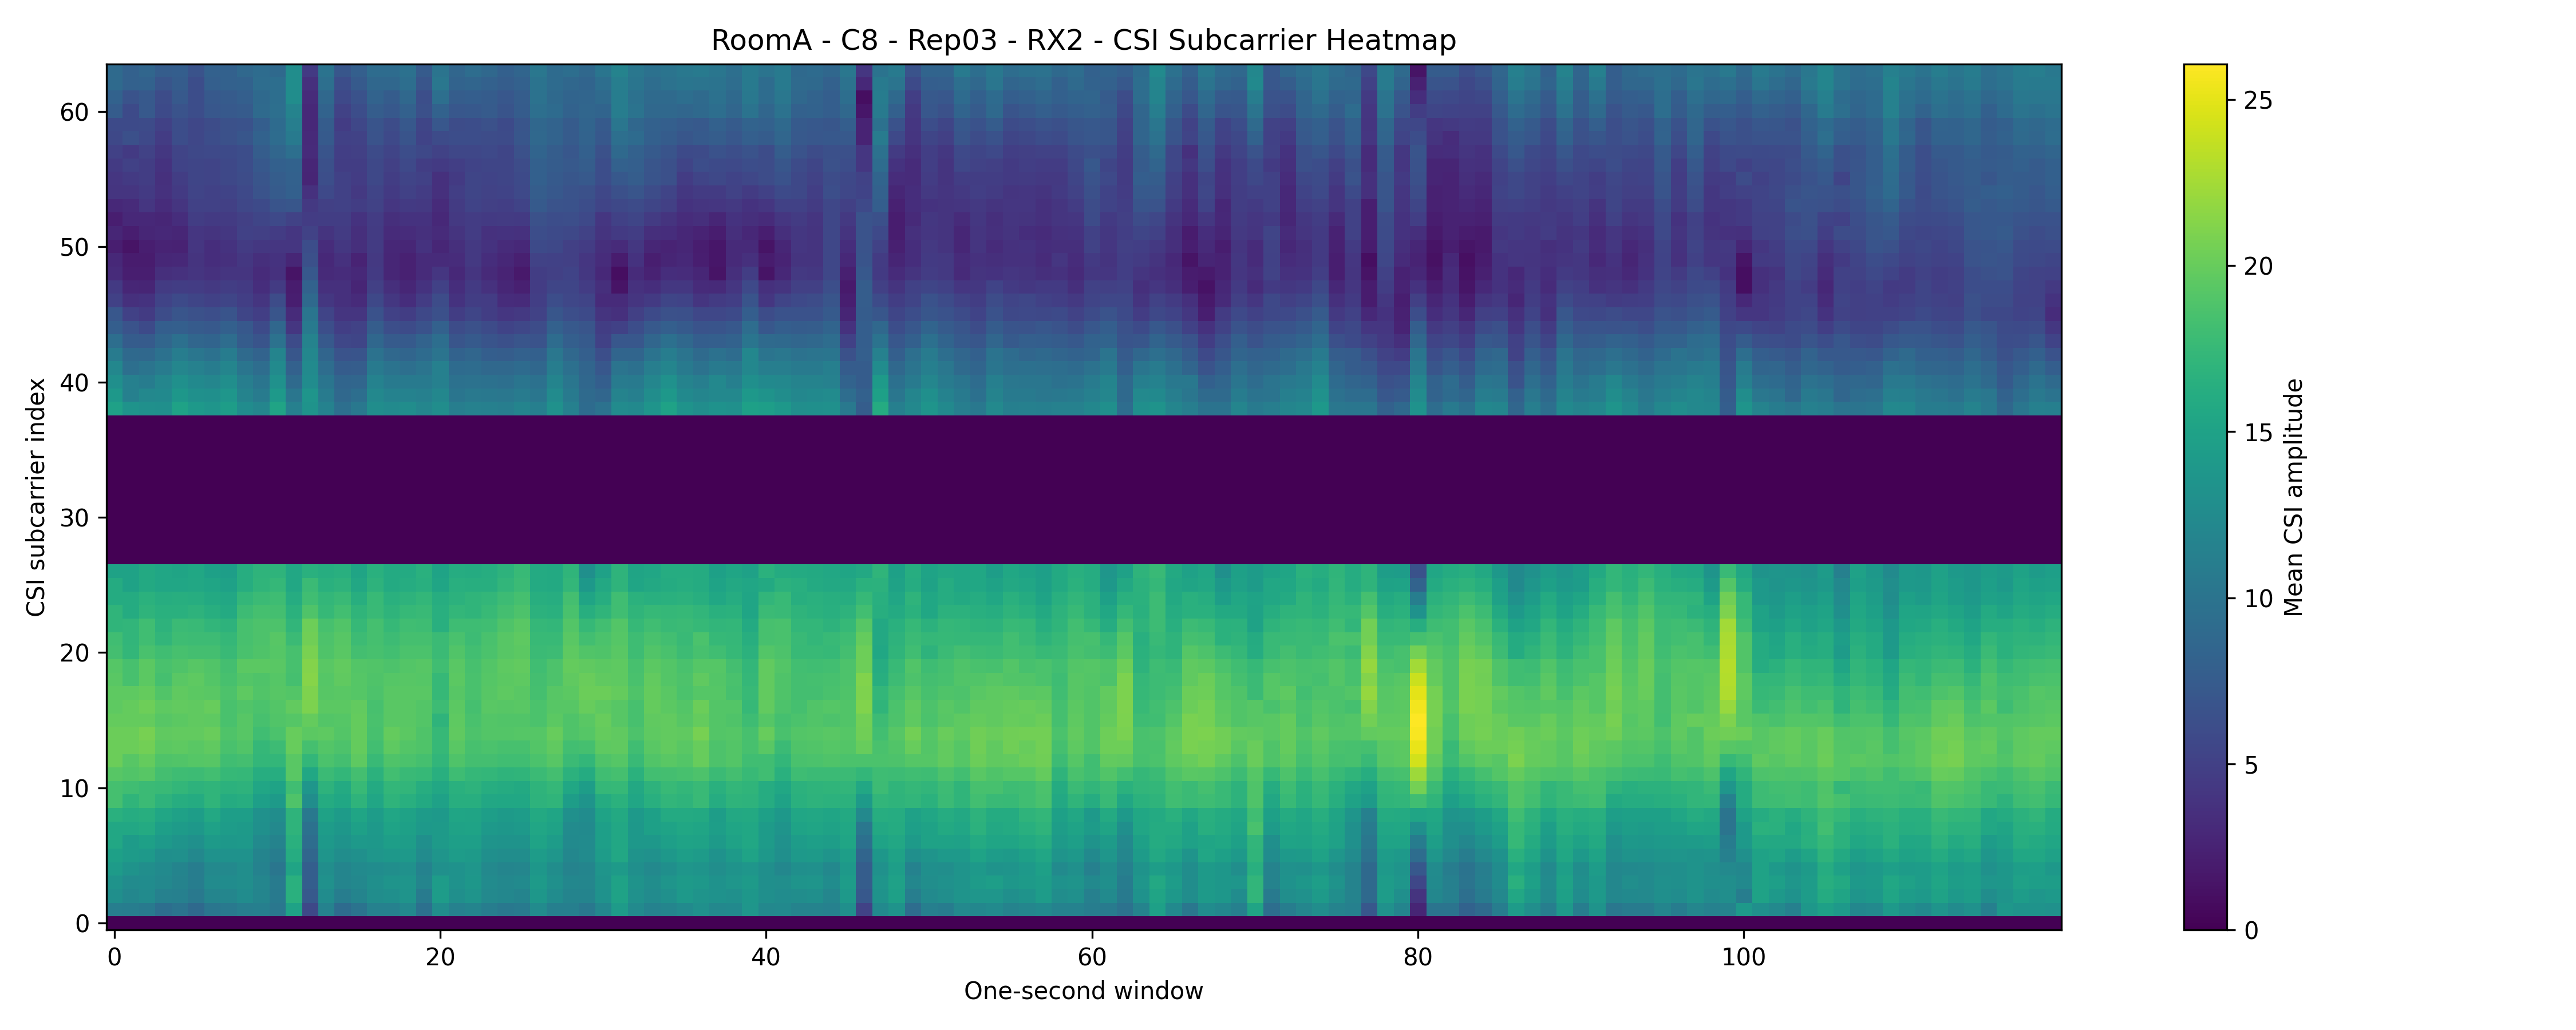 RoomA - C8 - Rep03 - RX2 - CSI Subcarrier Heatmap
CSI subcarrier index
60
50
40
30
20
10
0
0 20 40 60 80 100
One-second window
25
20
15
10
5
0
Mean CSI amplitude